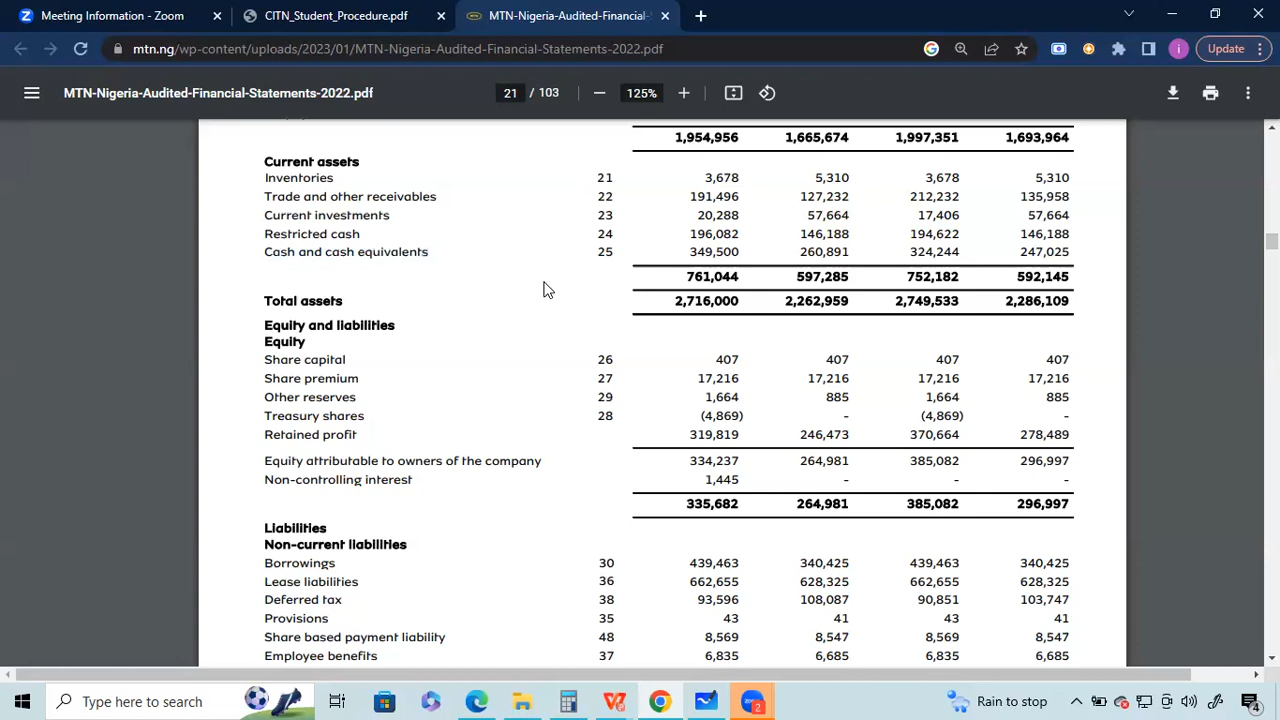 Meeting Information - Zoom
CITN_Student_Procedure.pdf
MTN-Nigeria-Audited-Financial-S
mtn.ng/wp-content/uploads/2023/01/MTN-Nigeria-Audited-Financial-Statements-2022.pdf
i
Update
MTN-Nigeria-Audited-Financial-Statements-2022.pdf
21 / 103
125%
1,954,956 1,665,674 1,997,351 1,693,964
Current assets
Inventories 21 3,678 5,310 3,678 5,310
Trade and other receivables 22 191,496 127,232 212,232 135,958
Current investments 23 20,288 57,664 17,406 57,664
Restricted cash 24 196,082 146,188 194,622 146,188
Cash and cash equivalents 25 349,500 260,891 324,244 247,025
761,044 597,285 752,182 592,145
Total assets 2,716,000 2,262,959 2,749,533 2,286,109
Equity and liabilities
Equity
Share capital 26 407 407 407 407
Share premium 27 17,216 17,216 17,216 17,216
Other reserves 29 1,664 885 1,664 885
Treasury shares 28 (4,869) - (4,869) -
Retained profit 319,819 246,473 370,664 278,489
Equity attributable to owners of the company 334,237 264,981 385,082 296,997
Non-controlling interest 1,445 - - -
335,682 264,981 385,082 296,997
Liabilities
Non-current liabilities
Borrowings 30 439,463 340,425 439,463 340,425
Lease liabilities 36 662,655 628,325 662,655 628,325
Deferred tax 38 93,596 108,087 90,851 103,747
Provisions 35 43 41 43 41
Share based payment liability 48 8,569 8,547 8,569 8,547
Employee benefits 37 6,835 6,685 6,835 6,685
Type here to search
2
Rain to stop
4